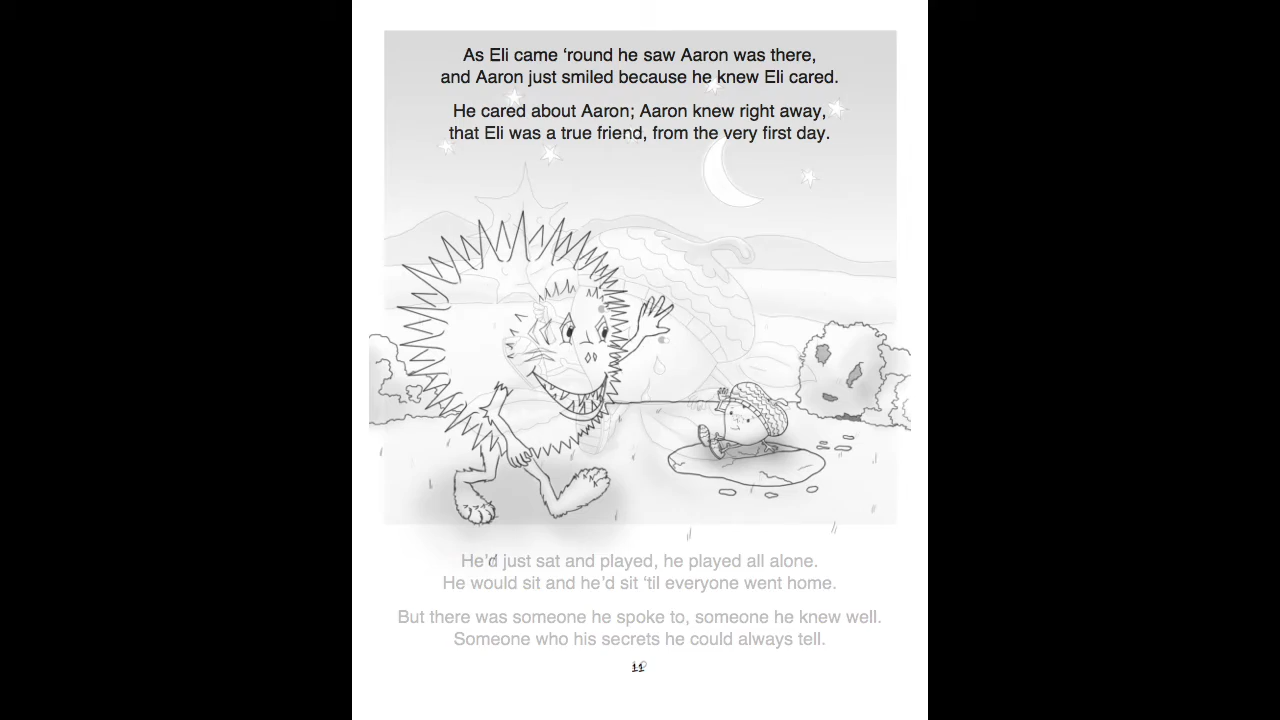 As Eli came ‘round he saw Aaron was there,
and Aaron just smiled because he knew Eli cared.
He cared about Aaron; Aaron knew right away,
that Eli was a true friend, from the very first day.
He’d just sat and played, he played all alone.
He would sit and he’d sit ‘til everyone went home.
But there was someone he spoke to, someone he knew well.
Someone who his secrets he could always tell.
11